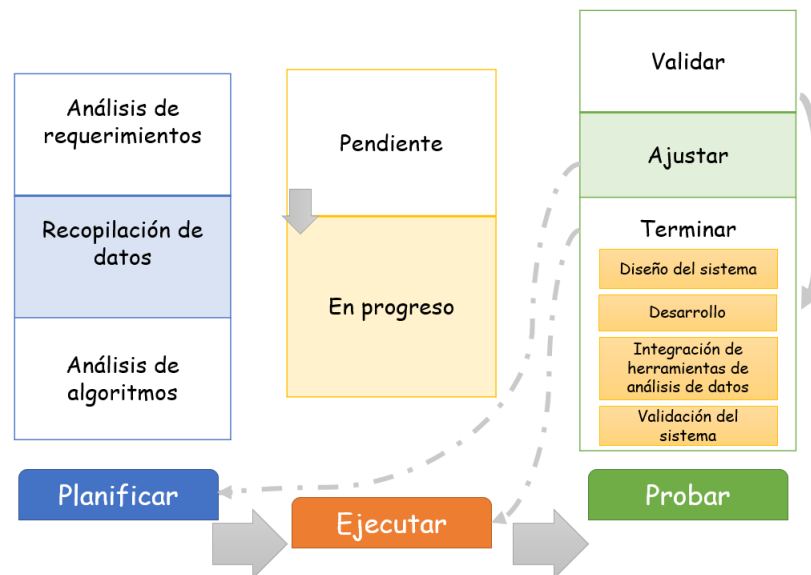 Análisis de
requerimientos
Recopilación de
datos
Análisis de
algoritmos
Planificar
Pendiente
En progreso
Ejecutar
Validar
Ajustar
Terminar
Diseño del sistema
Desarrollo
Integración de
herramientas de
análisis de datos
Validación del
sistema
Probar